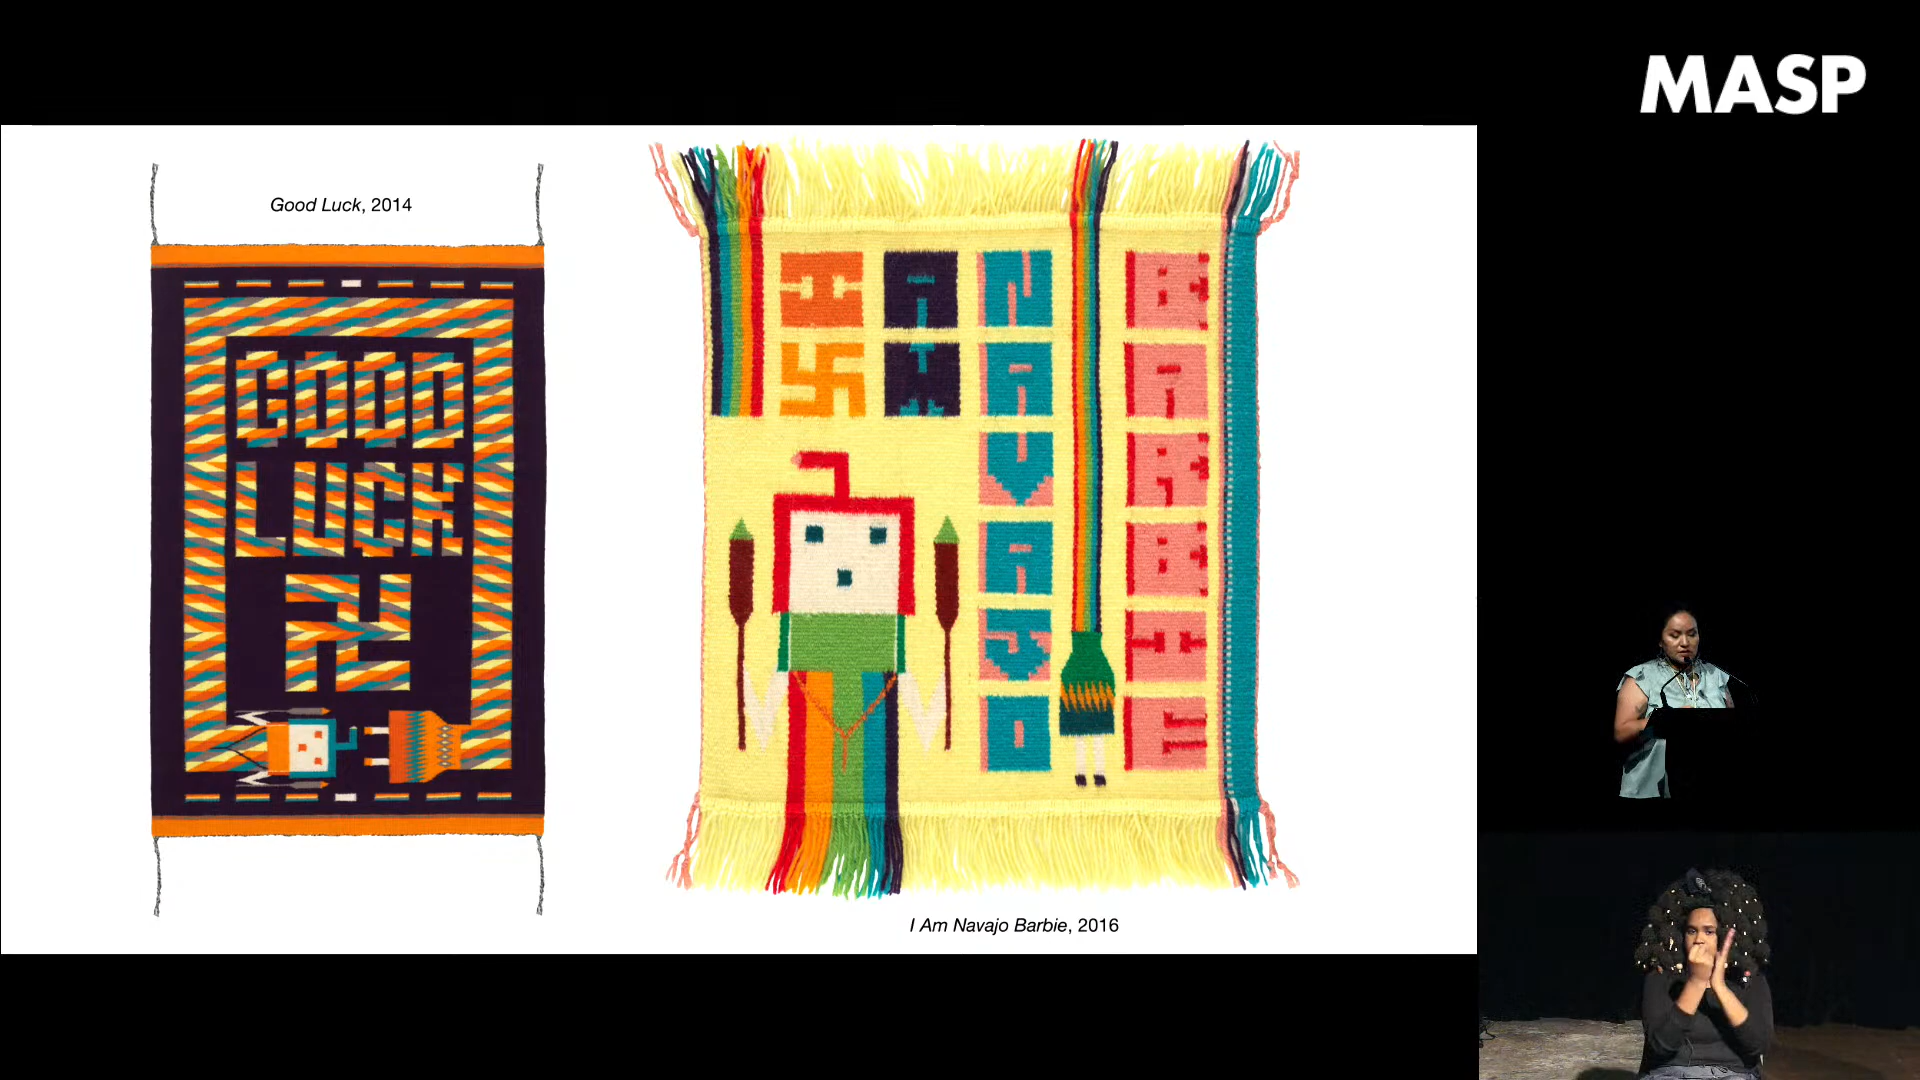 MASP
Good Luck, 2014
GOOD
LUCK
I AM NAVAJO BARBIE
I Am Navajo Barbie, 2016